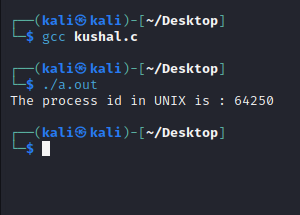 ┌──(kali㉿kali)-[~/Desktop]
└─$ gcc kushal.c
┌──(kali㉿kali)-[~/Desktop]
└─$ ./a.out
The process id in UNIX is : 64250
┌──(kali㉿kali)-[~/Desktop]
└─$